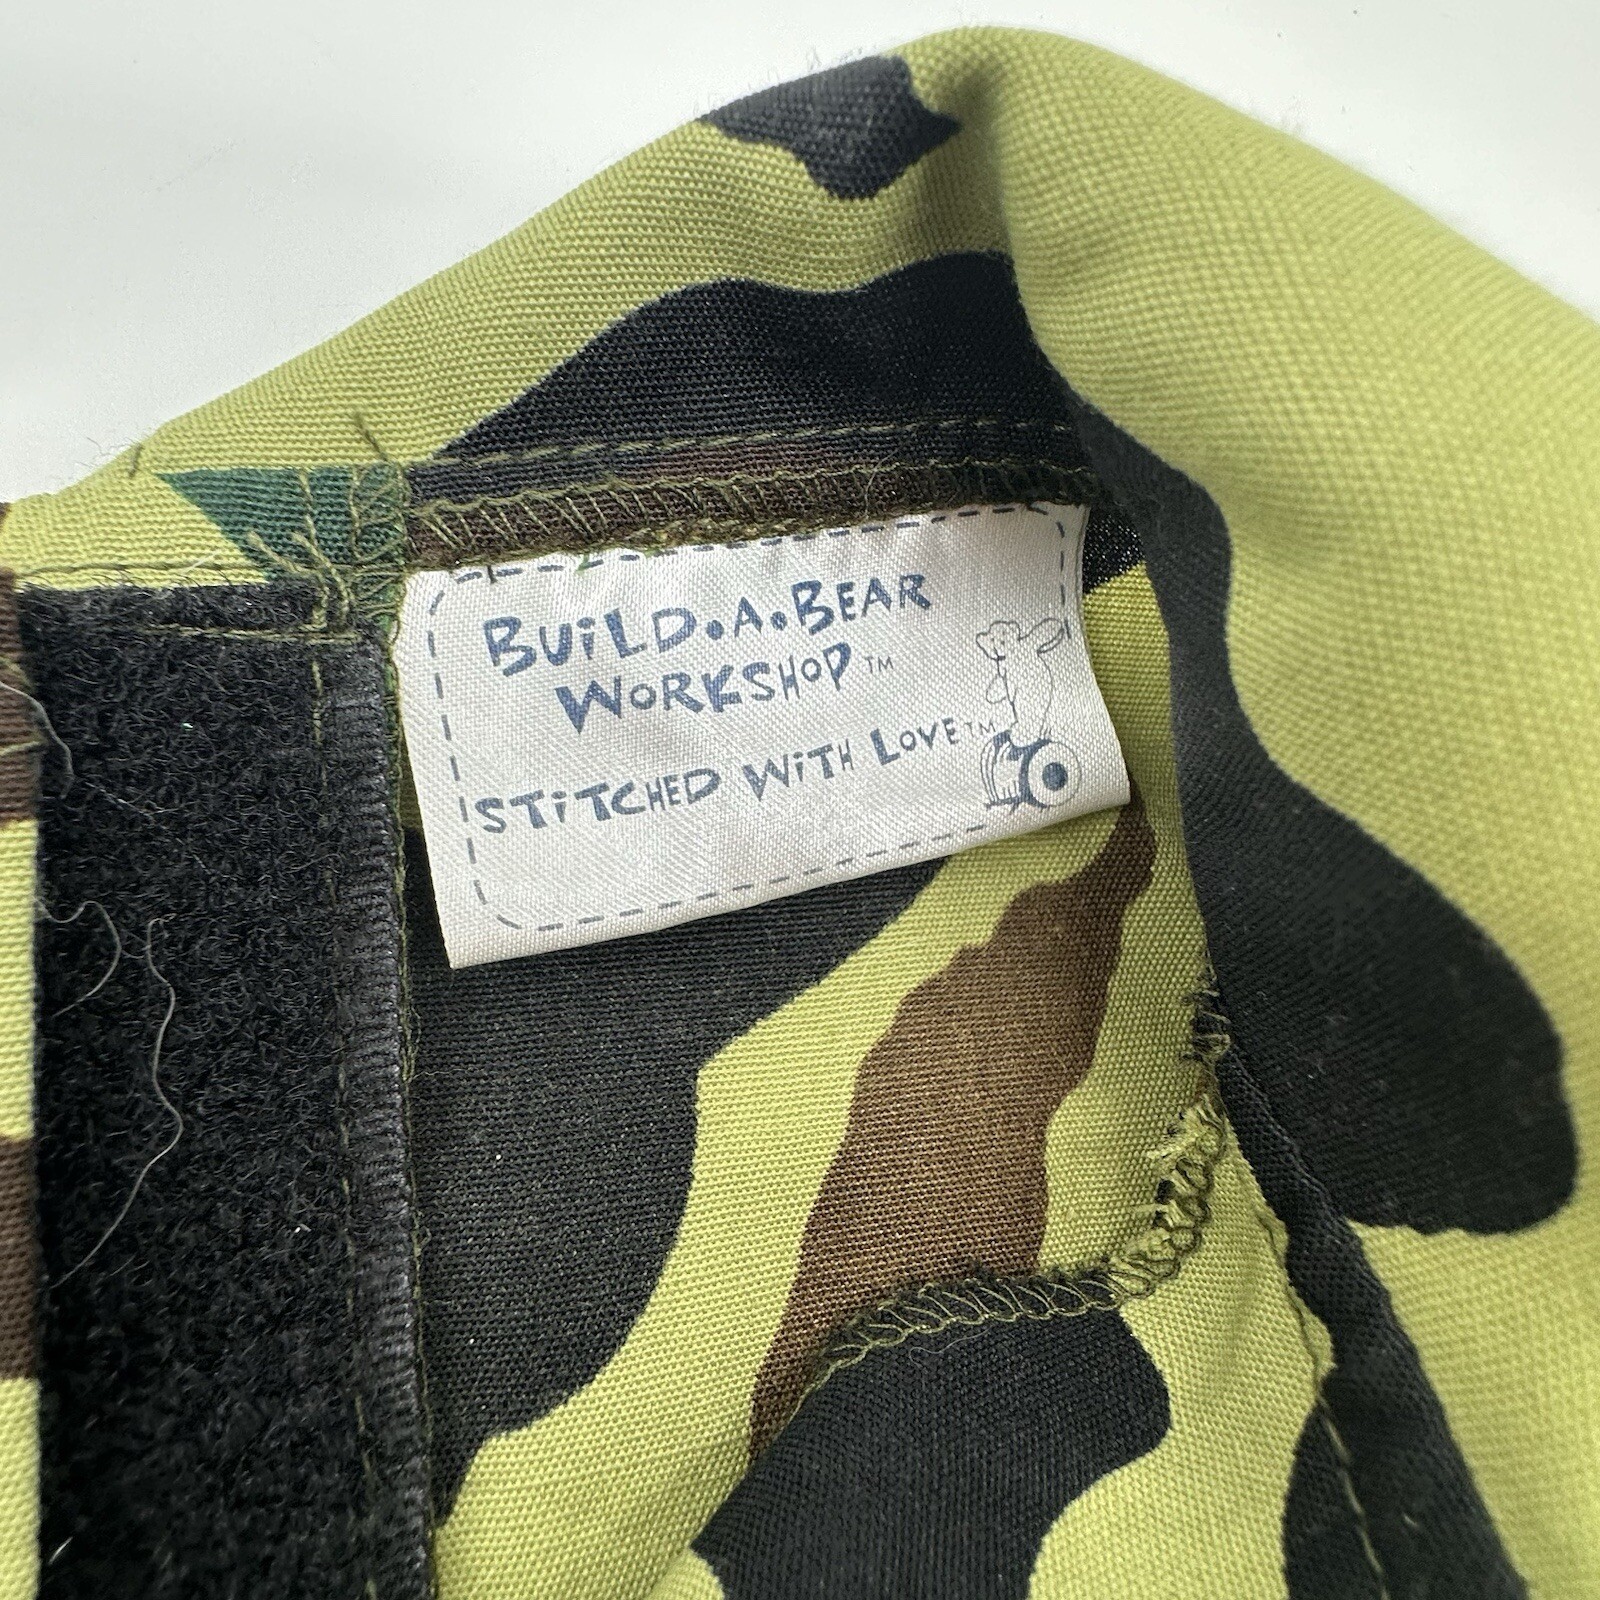 BUiLD.A.BEAR
WORKSHOP™
STiTCHED WiTH LOVE™